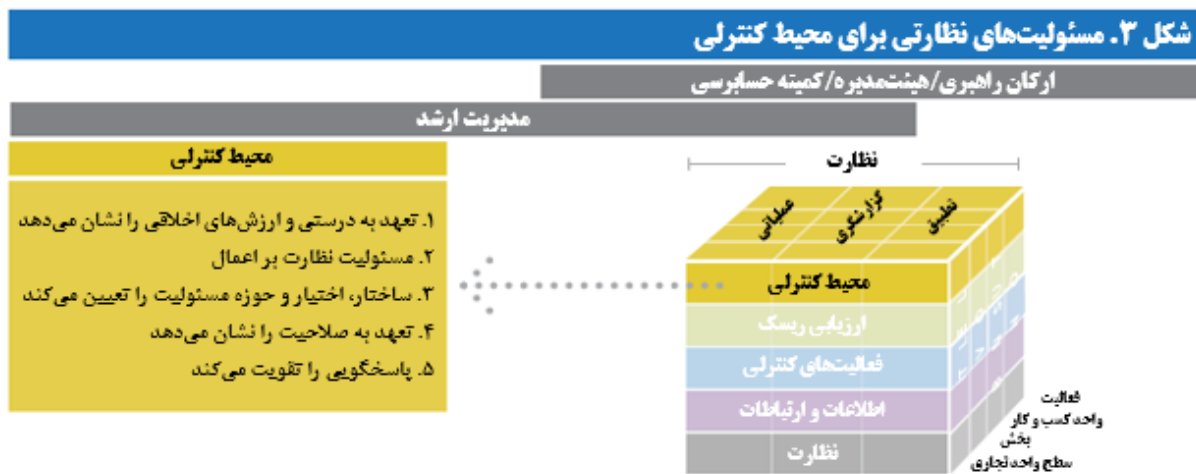 شکل ۳. مسئولیت‌های نظارتی برای محیط کنترلی
ارکان راهبری/هیئت‌مدیره/کمیته حسابرسی
مدیریت ارشد
نظارت
عملیاتی
گزارشگری
تطبیق
محیط کنترلی
ارزیابی ریسک
فعالیت‌های کنترلی
اطلاعات و ارتباطات
نظارت
فعالیت
واحد کسب و کار
بخش
سطح واحد تجاری
محیط کنترلی
۱. تعهد به درستی و ارزش‌های اخلاقی را نشان می‌دهد
۲. مسئولیت نظارت بر اعمال
۳. ساختار، اختیار و حوزه مسئولیت را تعیین می‌کند
۴. تعهد به صلاحیت را نشان می‌دهد
۵. پاسخگویی را تقویت می‌کند